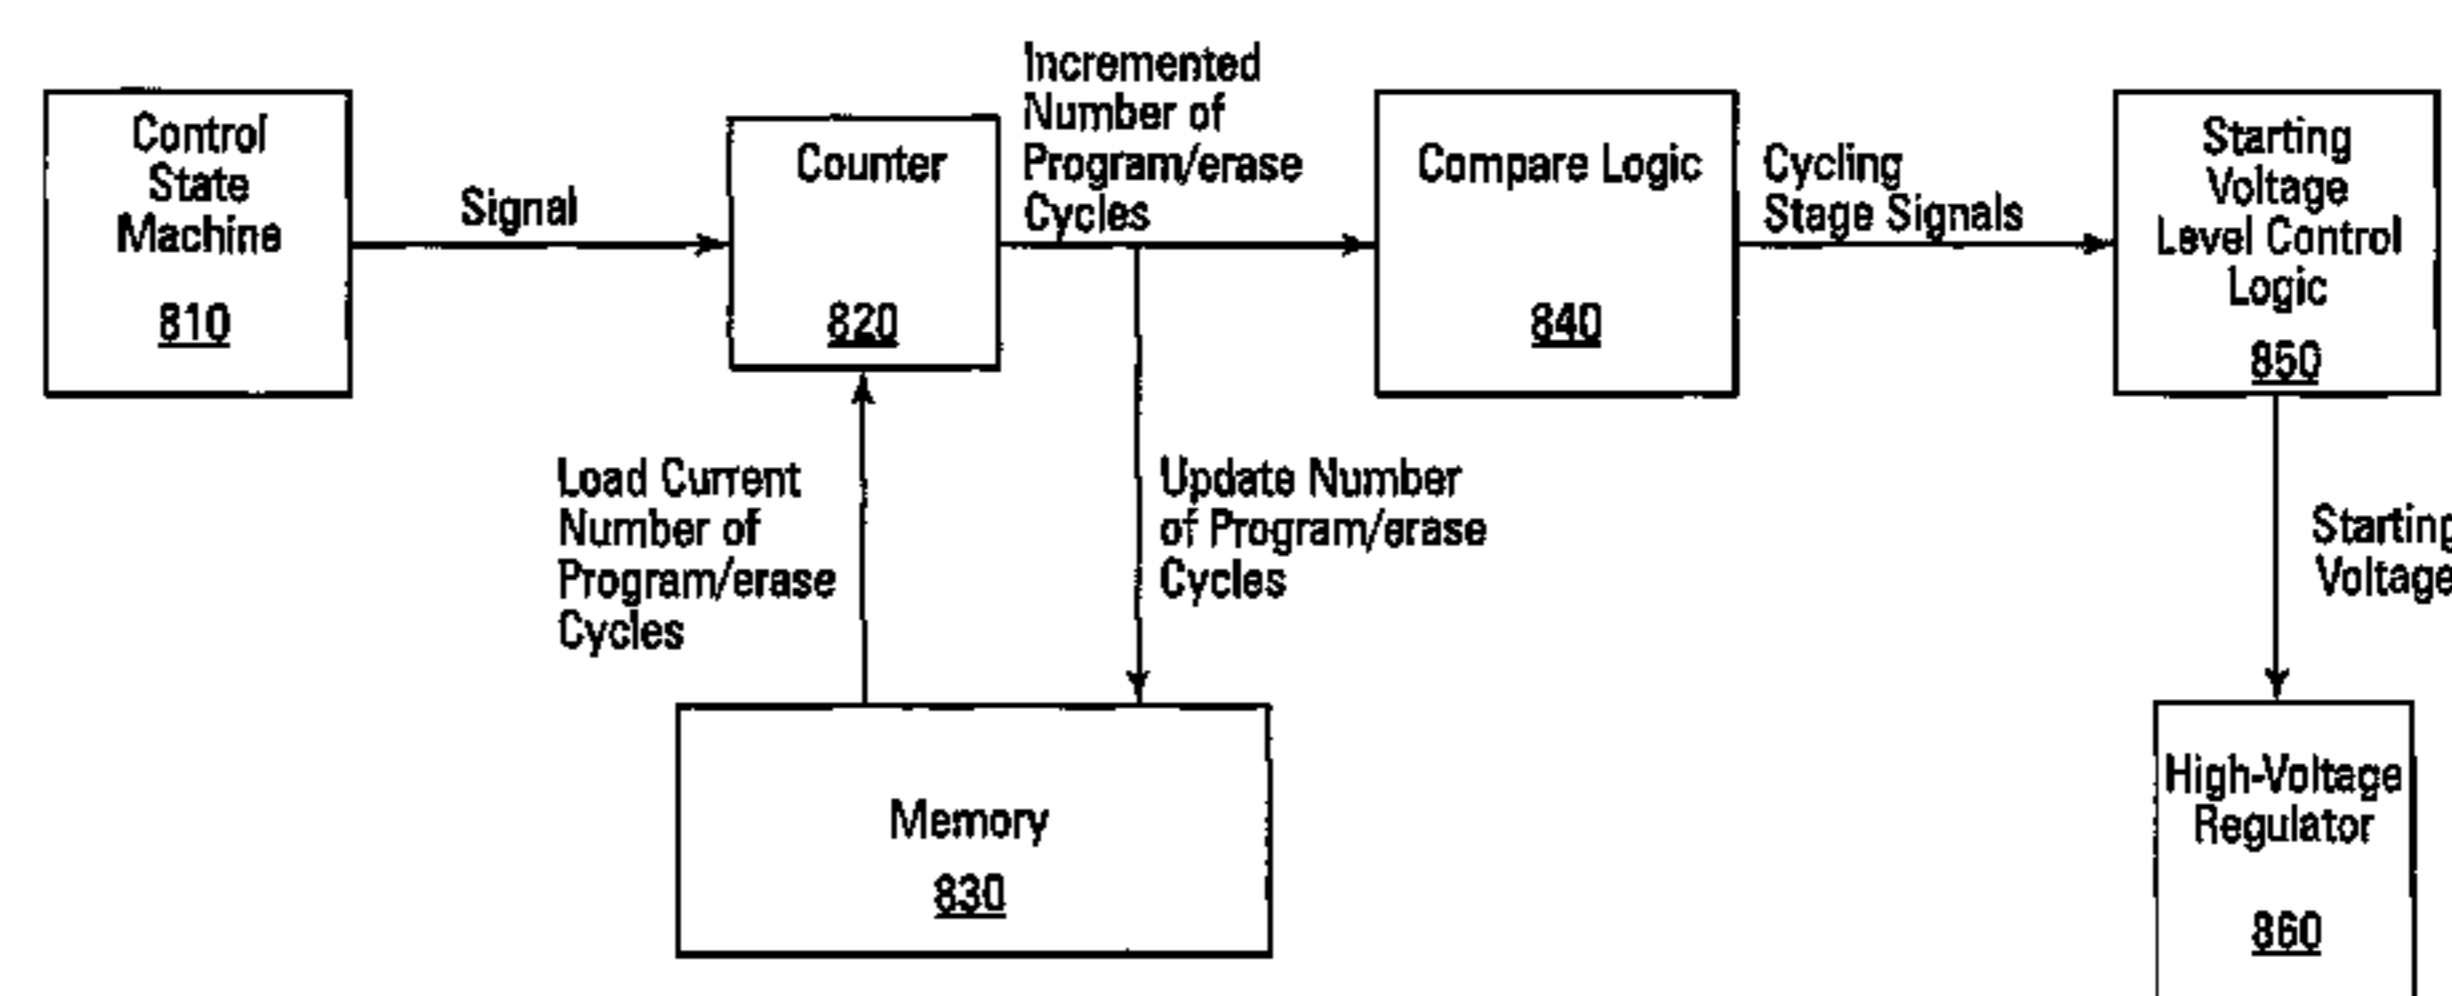 Control
State
Machine
810
Signal
Counter
820
Incremented
Number of
Program/erase
Cycles
Compare Logic
840
Cycling
Stage Signals
Starting
Voltage
Level Control
Logic
850
Load Current
Number of
Program/erase
Cycles
Update Number
of Program/erase
Cycles
Starting
Voltage
Memory
830
High-Voltage
Regulator
860